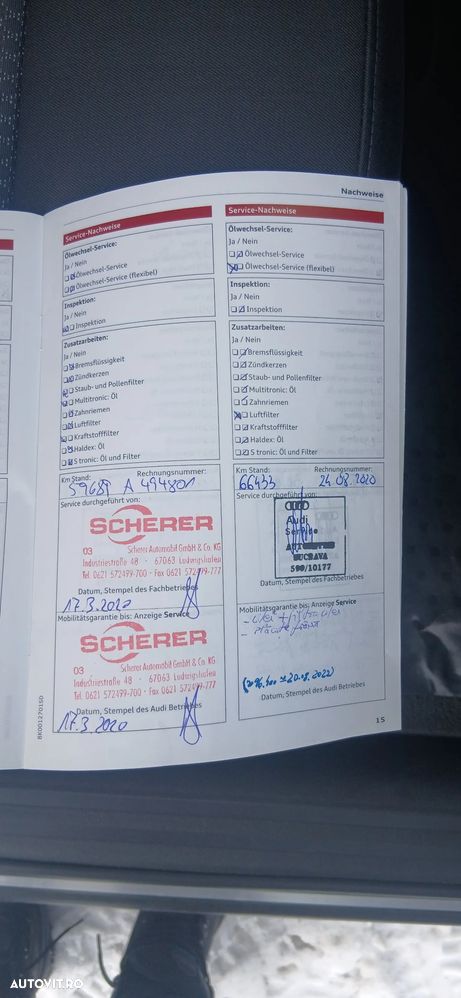 Nachweise
Service-Nachweise
Ölwechsel-Service:
Ja / Nein
Ölwechsel-Service
Ölwechsel-Service (flexibel)
Inspektion:
Ja / Nein
Inspektion
Zusatzarbeiten:
Ja / Nein
Bremsflüssigkeit
Zündkerzen
Staub- und Pollenfilter
Multitronic: Öl
Zahnriemen
Luftfilter
Kraftstofffilter
Haldex: Öl
S tronic: Öl und Filter
Km Stand: Rechnungsnummer:
59689 A 494801
Service durchgeführt von:
SCHERER
03 Scherer Automobil GmbH & Co. KG
Industriestraße 48 · 67063 Ludwigshafen
Tel. 0621 572499-700 · Fax 0621 572499-777
Datum, Stempel des Fachbetriebes
17.3.2020
Mobilitätsgarantie bis: Anzeige Service
SCHERER
03 Scherer Automobil GmbH & Co. KG
Industriestraße 48 · 67063 Ludwigshafen
Tel. 0621 572499-700 · Fax 0621 572499-777
Datum, Stempel des Audi Betriebes
17.3.2020
Service-Nachweise
Ölwechsel-Service:
Ja / Nein
Ölwechsel-Service
Ölwechsel-Service (flexibel)
Inspektion:
Ja / Nein
Inspektion
Zusatzarbeiten:
Ja / Nein
Bremsflüssigkeit
Zündkerzen
Staub- und Pollenfilter
Multitronic: Öl
Zahnriemen
Luftfilter
Kraftstofffilter
Haldex: Öl
S tronic: Öl und Filter
Km Stand: Rechnungsnummer:
66433 24.08.2020
Service durchgeführt von:
Audi
Service
SUCEAVA
599/10177
Datum, Stempel des Fachbetriebes
Mobilitätsgarantie bis: Anzeige Service
Datum, Stempel des Audi Betriebes
15
AUTOVIT.RO